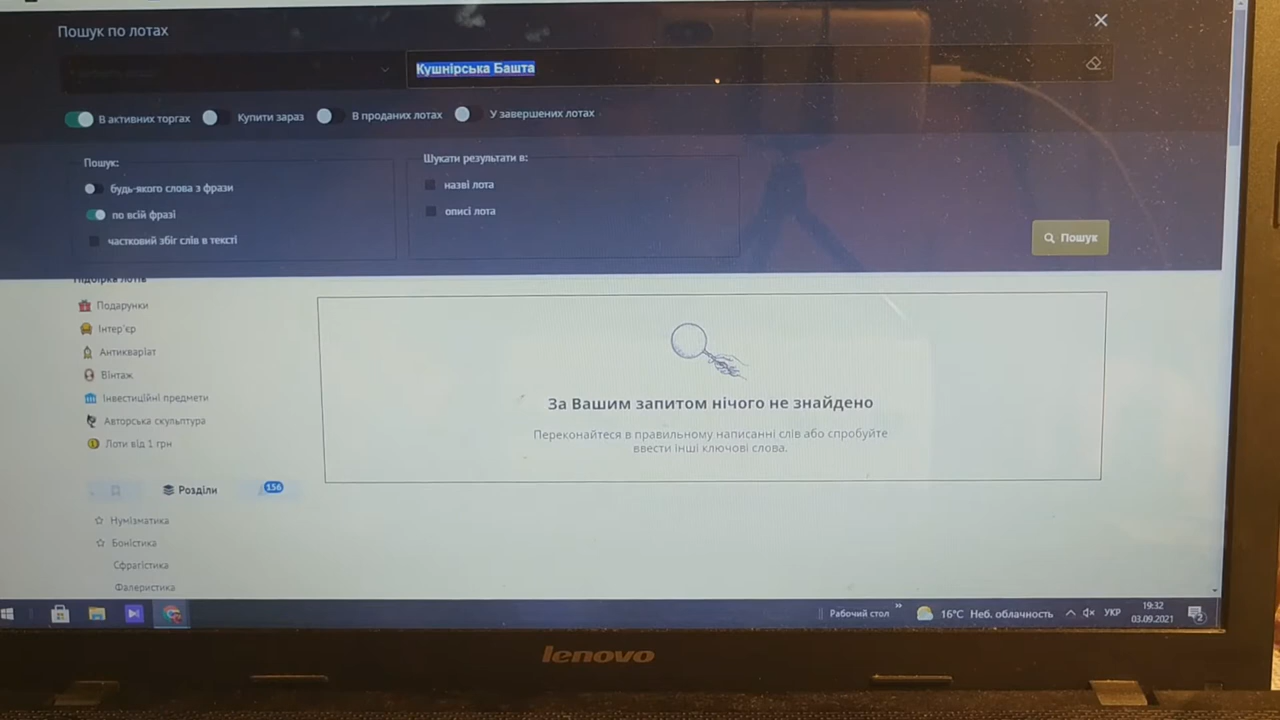 Пошук по лотах
Кушнірська Башта
В активних торгах
Купити зараз
В проданих лотах
У завершених лотах
Пошук:
будь-якого слова з фрази
по всій фразі
частковий збіг слів в тексті
Шукати результати в:
назві лота
описі лота
Пошук
Підбірка лотів
Подарунки
Інтер'єр
Антикваріат
Вінтаж
Інвестиційні предмети
Авторська скульптура
Лоти від 1 грн
Розділи
156
Нумізматика
Боністика
Сфрагістика
Фалеристика
За Вашим запитом нічого не знайдено
Переконайтеся в правильному написанні слів або спробуйте
ввести інші ключові слова.
Рабочий стол
16°C Неб. облачность
УКР
19:32
03.09.2021
2
lenovo